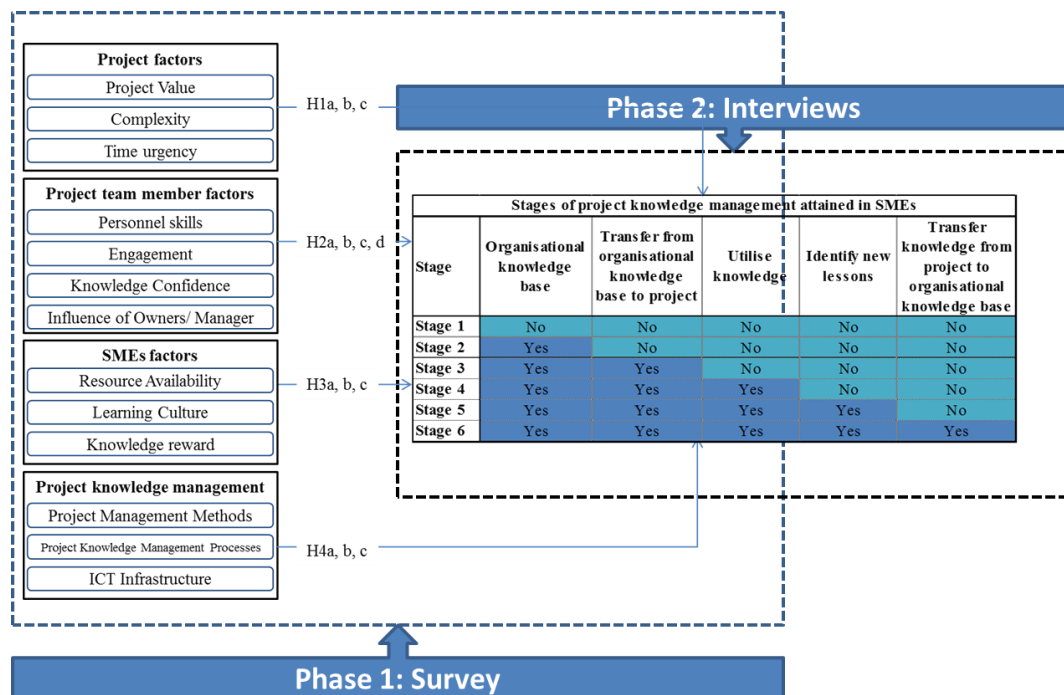 Project factors
Project Value
Complexity
Time urgency
H1a, b, c
Phase 2: Interviews
Project team member factors
Personnel skills
Engagement
Knowledge Confidence
Influence of Owners/ Manager
H2a, b, c, d
SMEs factors
Resource Availability
Learning Culture
Knowledge reward
H3a, b, c
Project knowledge management
Project Management Methods
Project Knowledge Management Processes
ICT Infrastructure
H4a, b, c
Stages of project knowledge management attained in SMEs
Stage
Organisational
knowledge
base
Transfer from
organisational
knowledge
base to project
Utilise
knowledge
Identify new
lessons
Transfer
knowledge from
project to
organisational
knowledge base
Stage 1 No No No No No
Stage 2 Yes No No No No
Stage 3 Yes Yes No No No
Stage 4 Yes Yes Yes No No
Stage 5 Yes Yes Yes Yes No
Stage 6 Yes Yes Yes Yes Yes
Phase 1: Survey